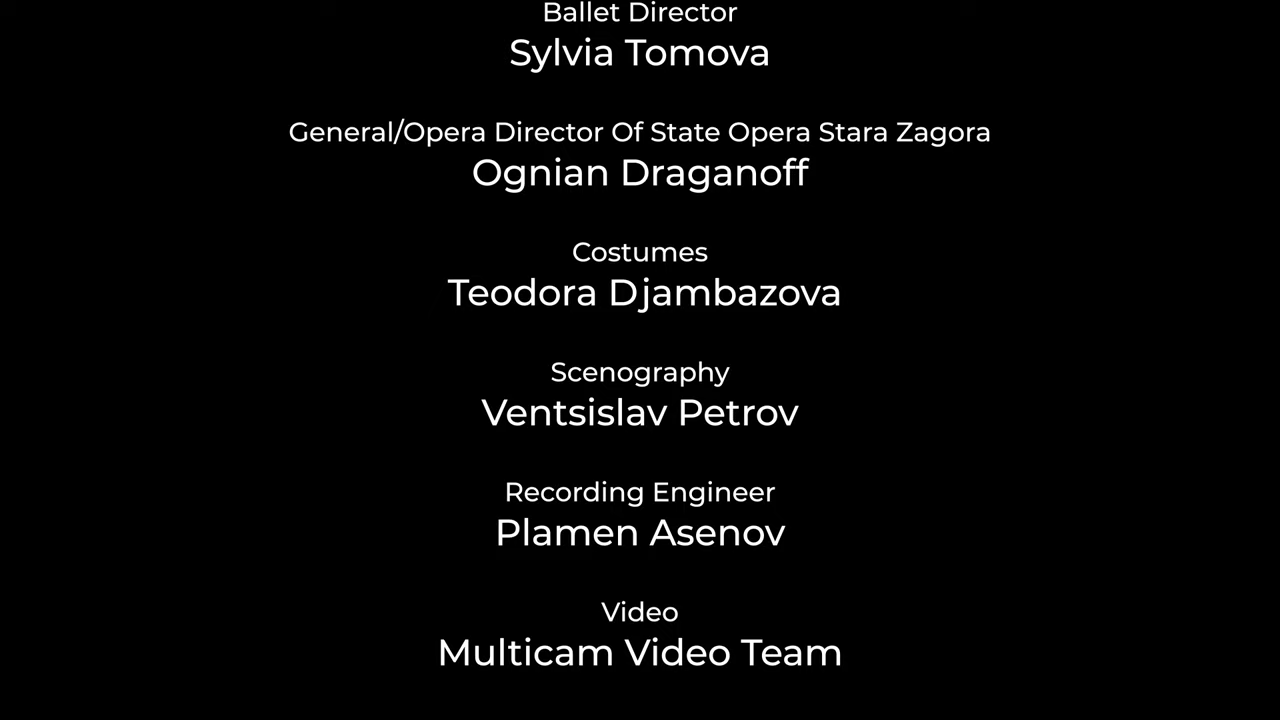 Ballet Director
Sylvia Tomova
General/Opera Director Of State Opera Stara Zagora
Ognian Draganoff
Costumes
Teodora Djambazova
Scenography
Ventsislav Petrov
Recording Engineer
Plamen Asenov
Video
Multicam Video Team